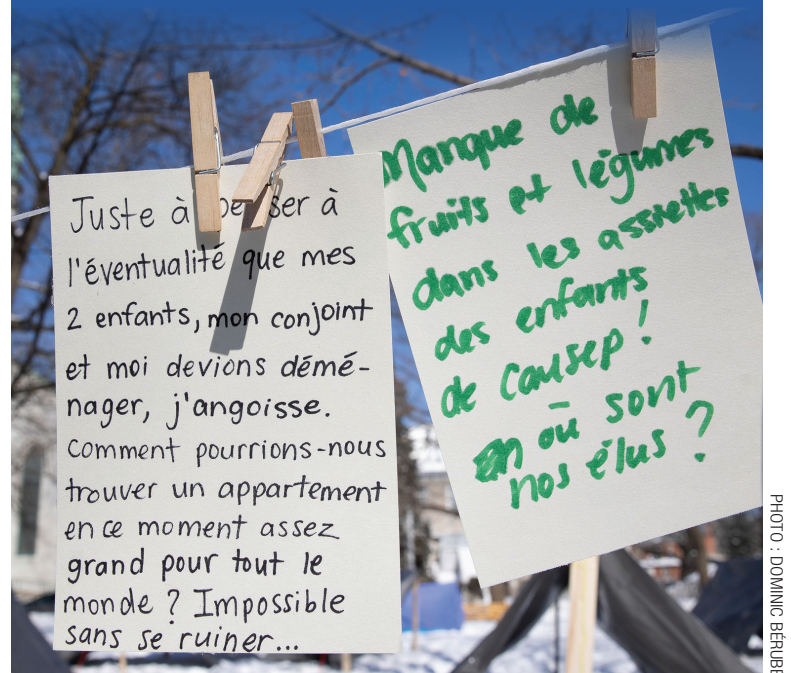 Juste à penser à
l'éventualité que mes
2 enfants, mon conjoint
et moi devions démé-
nager, j'angoisse.
Comment pourrions-nous
trouver un appartement
en ce moment assez
grand pour tout le
monde ? Impossible
sans se ruiner...
Manque de
fruits et légumes
dans les assiettes
des enfants
de causep !
où sont
nos élus ?
PHOTO : DOMINIC BÉRUBÉ